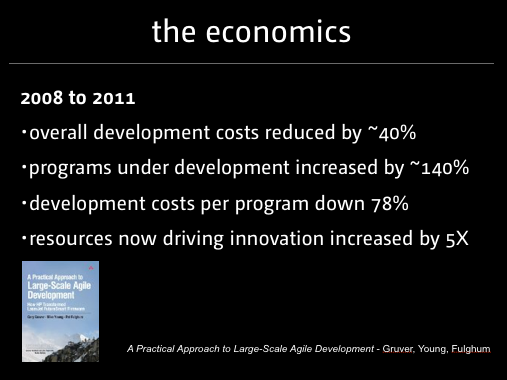 the economics
2008 to 2011
•overall development costs reduced by ~40%
•programs under development increased by ~140%
•development costs per program down 78%
•resources now driving innovation increased by 5X
A Practical Approach to
Large-Scale Agile
Development
How HP Transformed
LaserJet FutureSmart Firmware
Gary Gruver • Mike Young • Pat Fulghum
A Practical Approach to Large-Scale Agile Development - Gruver, Young, Fulghum